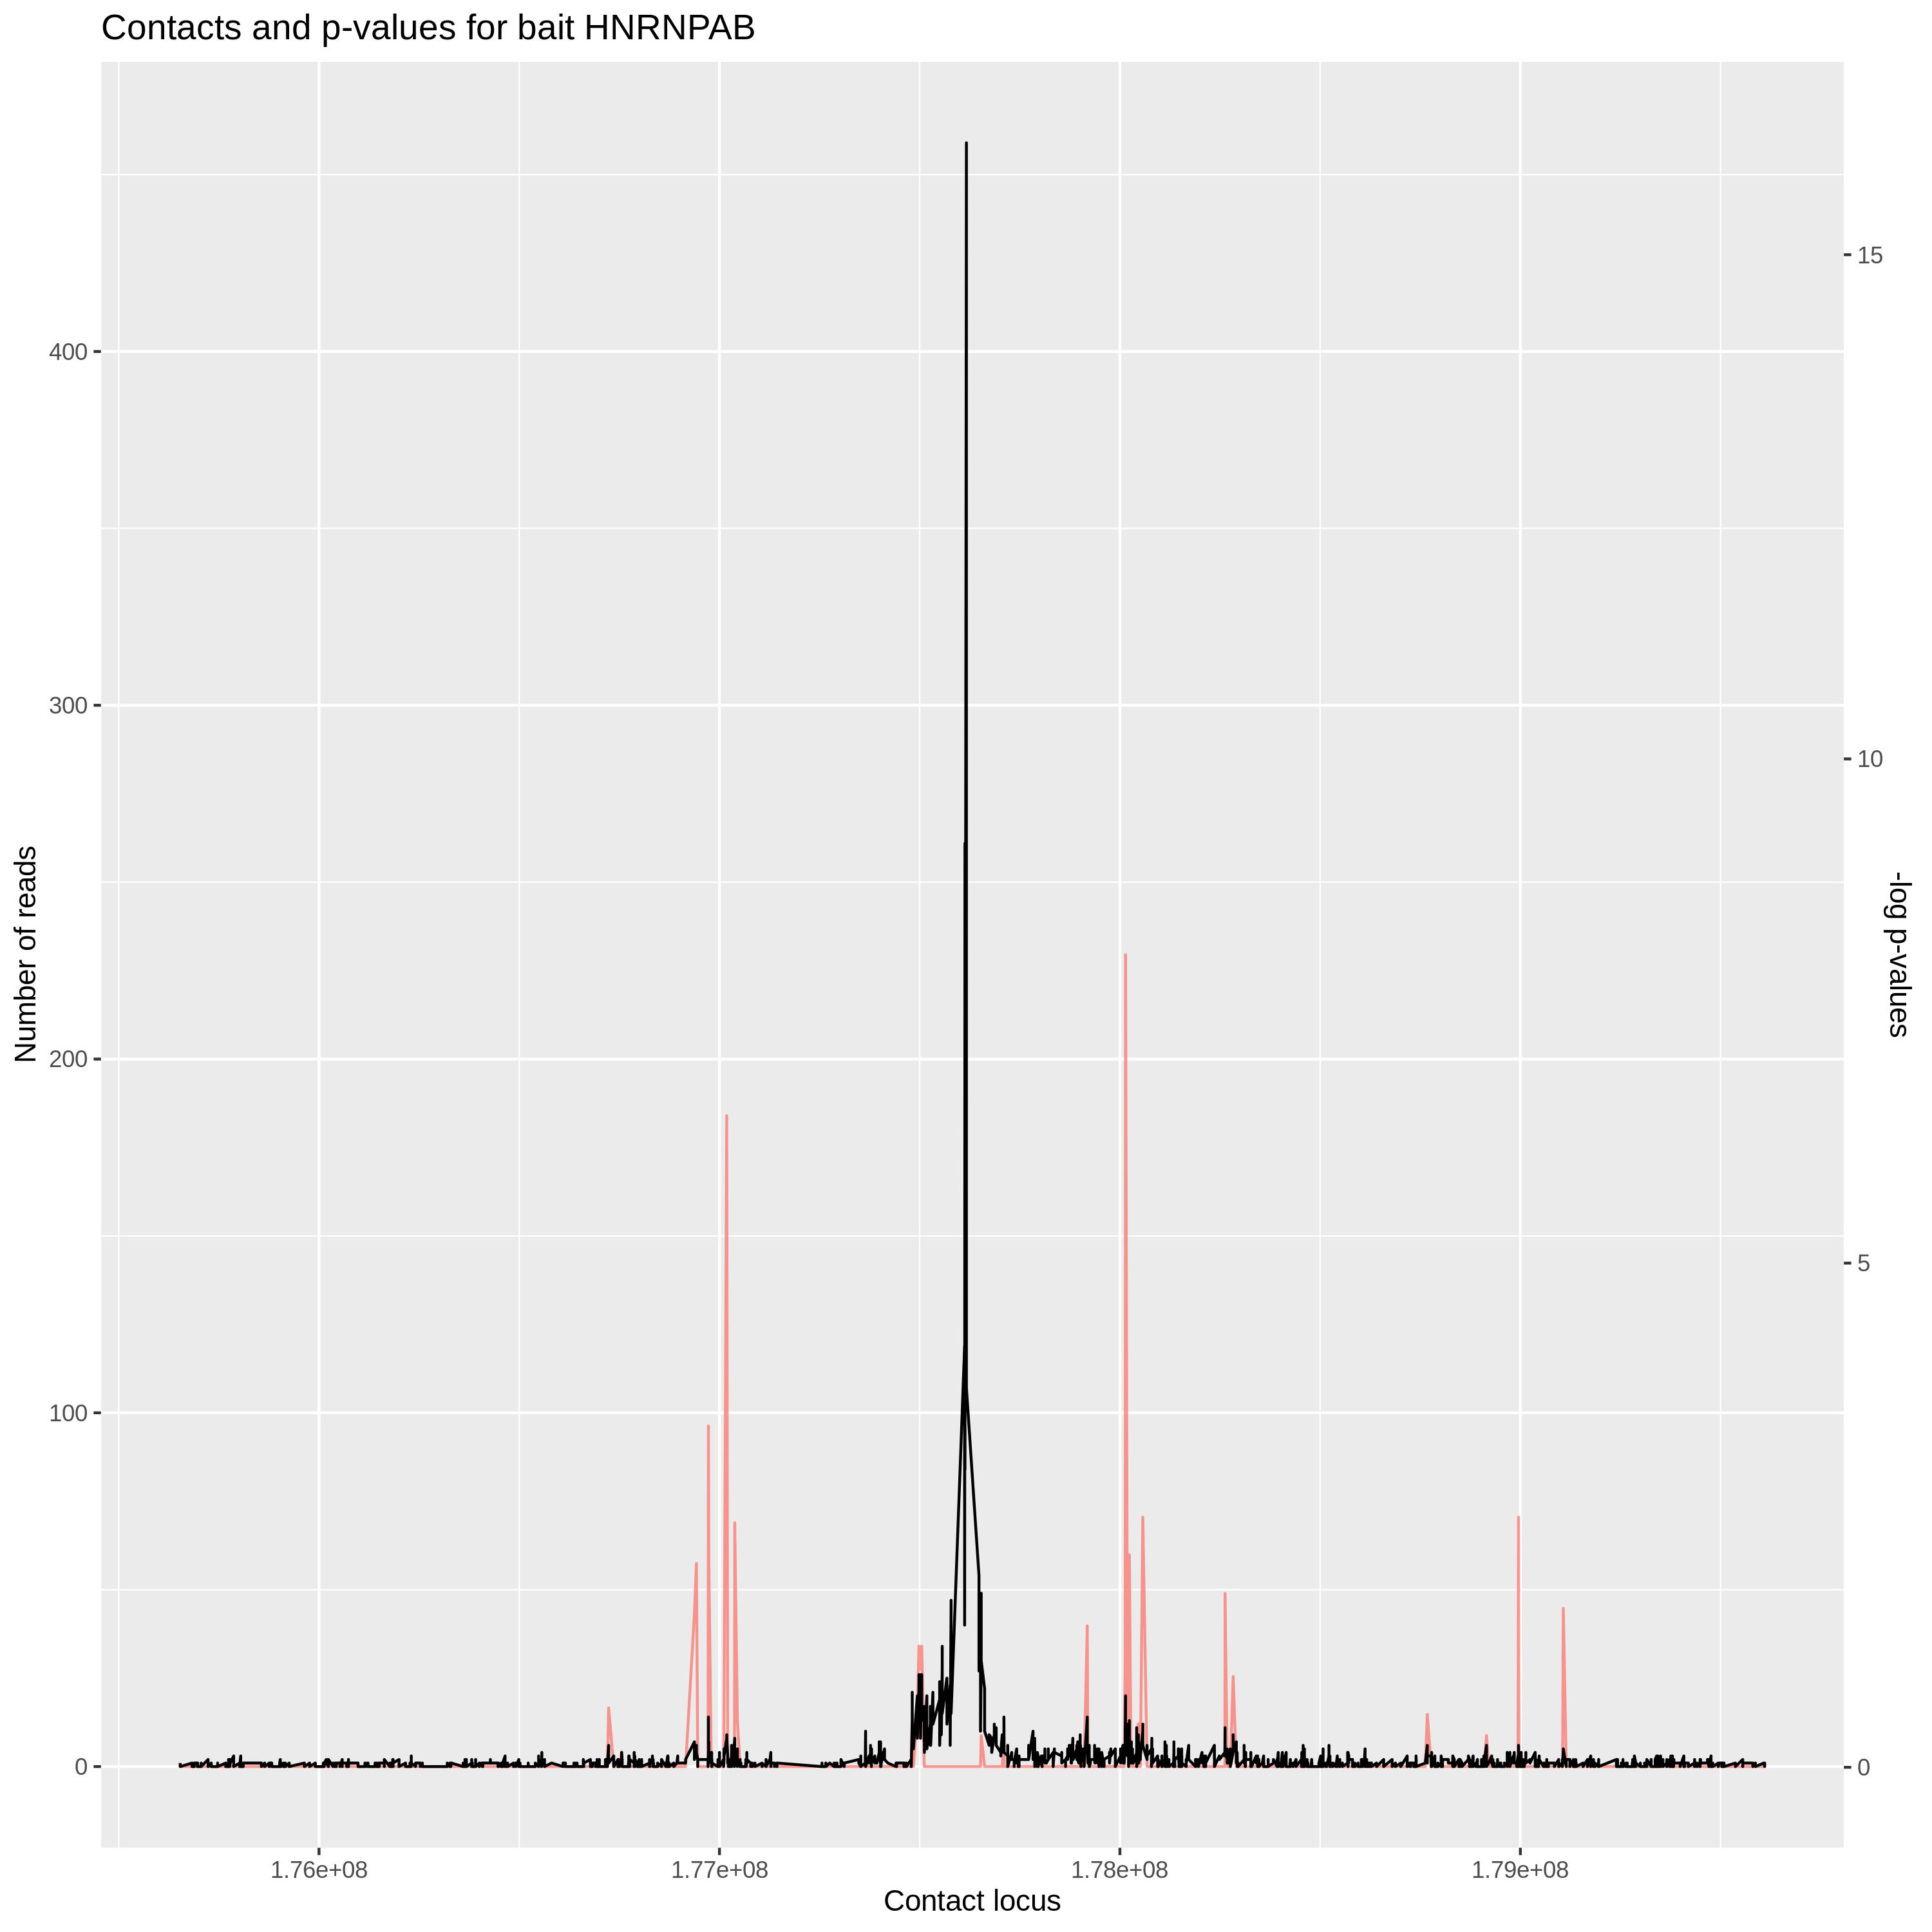 Contacts and p-values for bait HNRNPAB
Number of reads
400
300
200
100
0
15
10
5
0
-log p-values
1.76e+08
1.77e+08
1.78e+08
1.79e+08
Contact locus